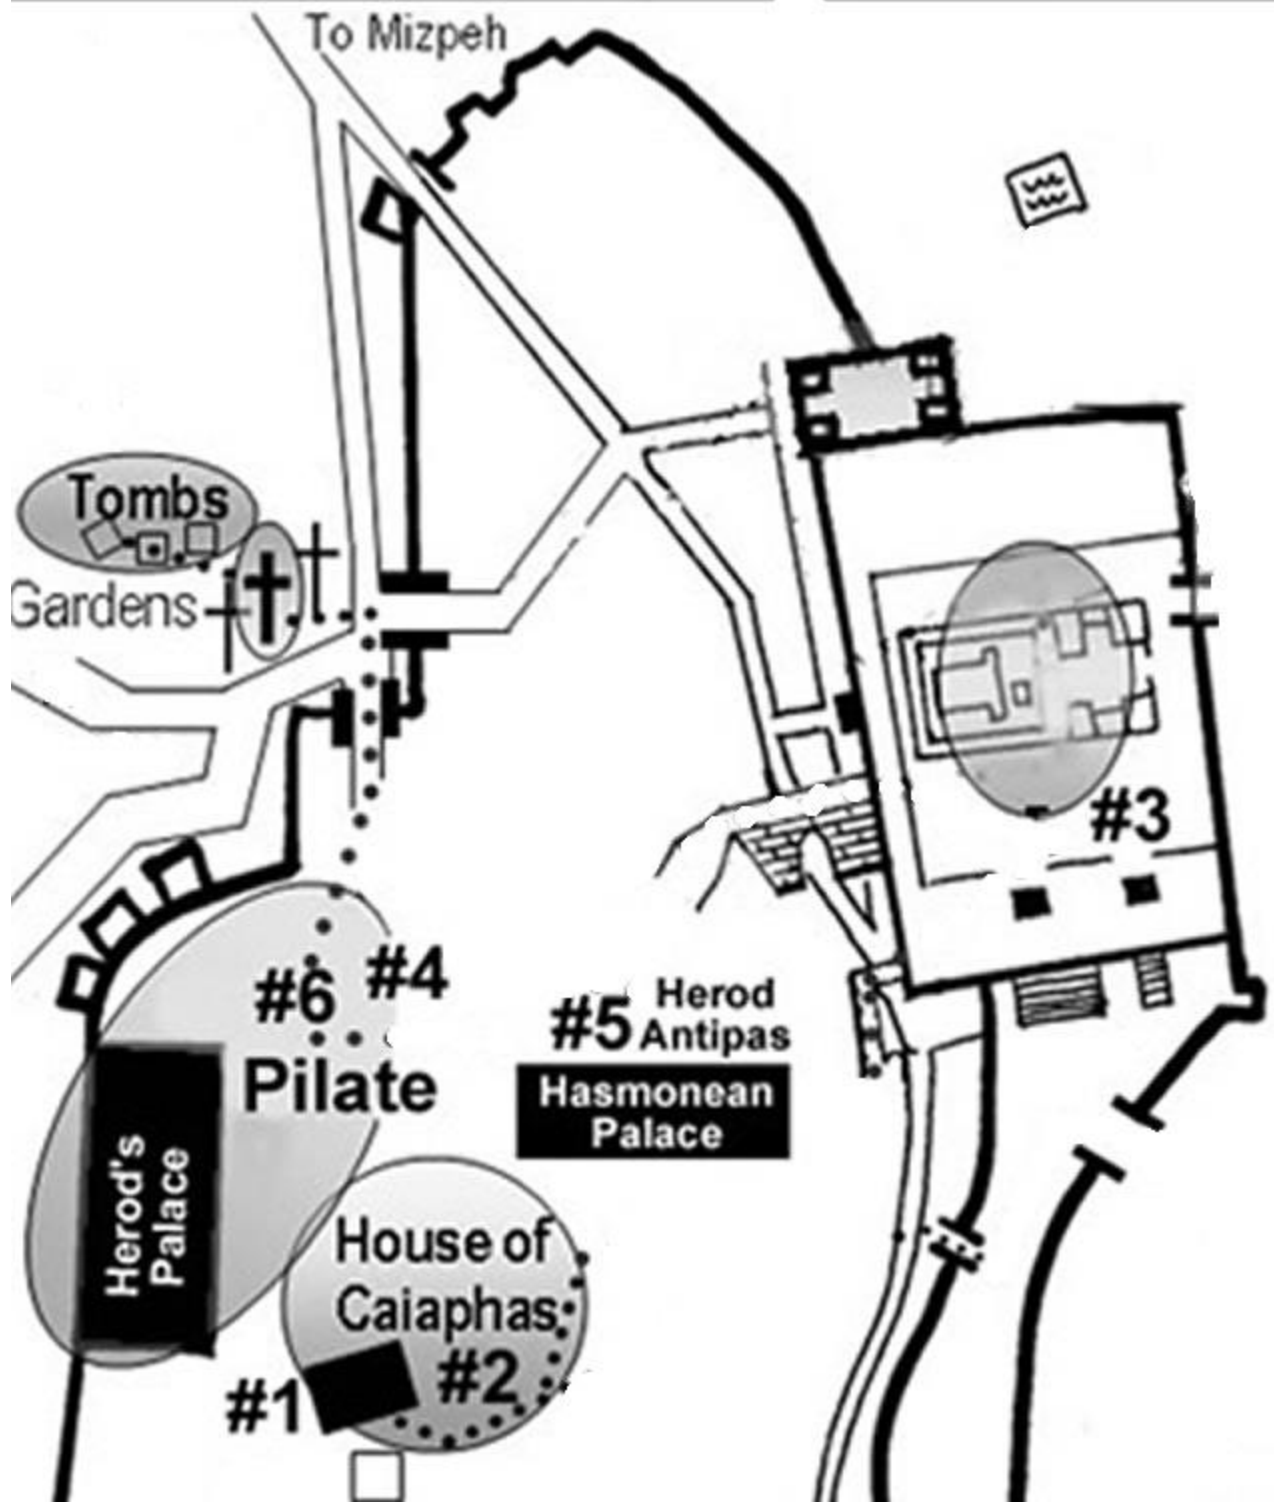 To Mizpeh
Tombs
Gardens
#3
#6
#4
Pilate
#5
Herod
Antipas
Hasmonean
Palace
Herod's
Palace
House of
Caiaphas
#1
#2